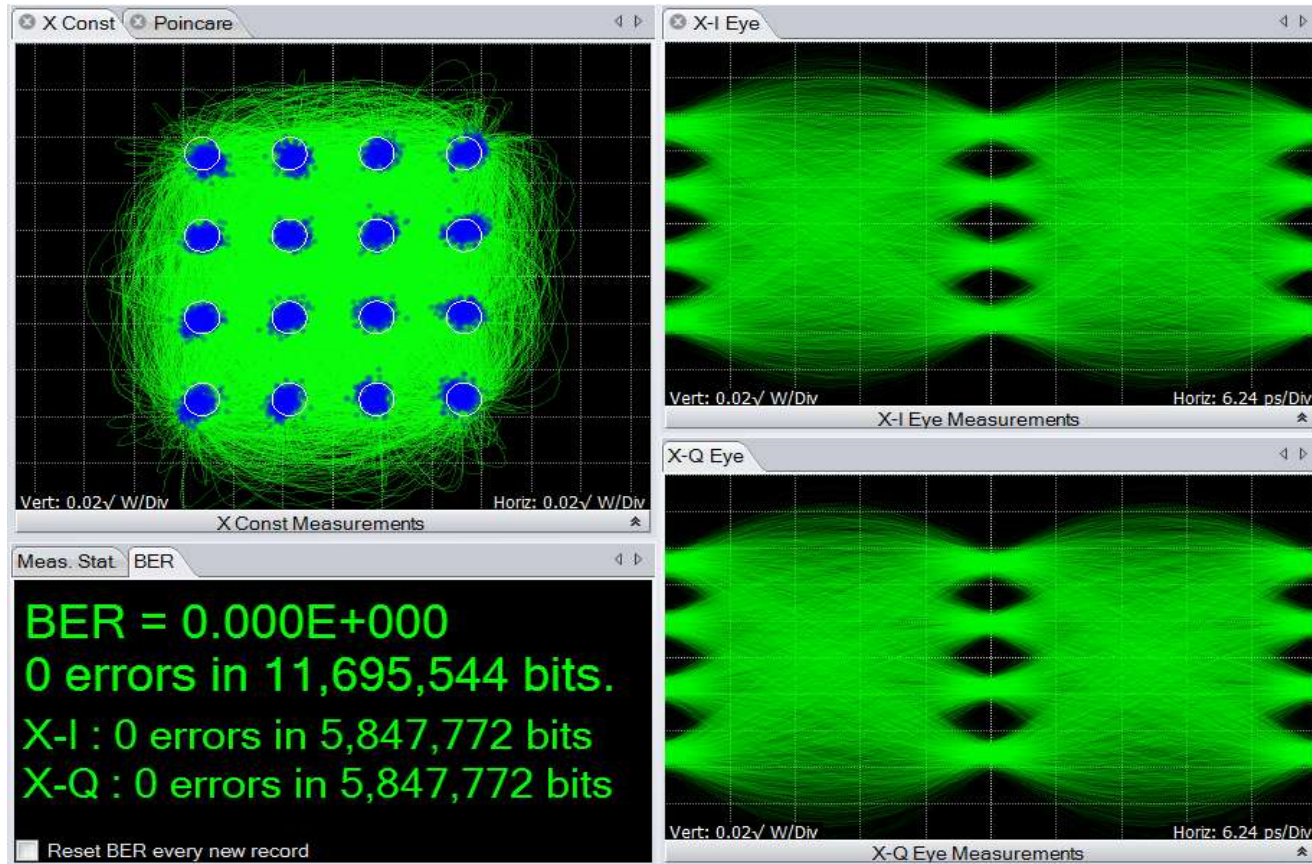 X Const
Poincare
Vert: 0.02√ W/Div
Horiz: 0.02√ W/Div
X Const Measurements
Meas. Stat.
BER
BER = 0.000E+000
0 errors in 11,695,544 bits.
X-I : 0 errors in 5,847,772 bits
X-Q : 0 errors in 5,847,772 bits
Reset BER every new record
X-I Eye
Vert: 0.02√ W/Div
Horiz: 6.24 ps/Div
X-I Eye Measurements
X-Q Eye
Vert: 0.02√ W/Div
Horiz: 6.24 ps/Div
X-Q Eye Measurements